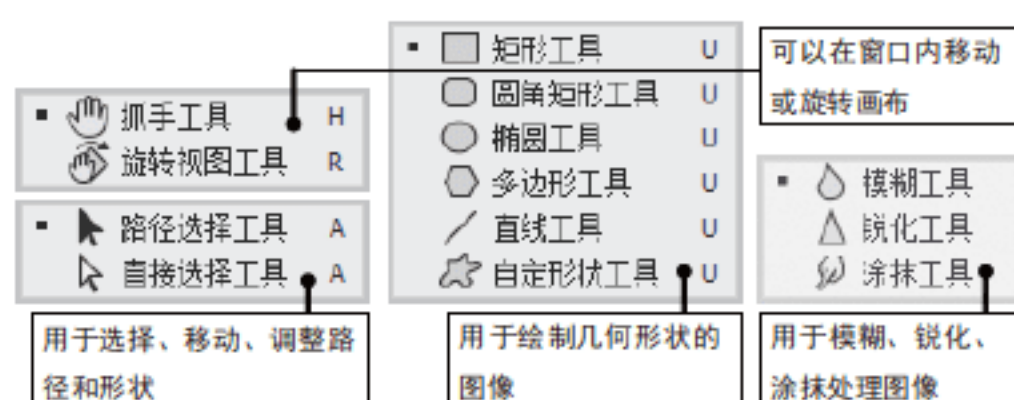 抓手工具 H
旋转视图工具 R
路径选择工具 A
直接选择工具 A
用于选择、移动、调整路
径和形状
矩形工具 U
圆角矩形工具 U
椭圆工具 U
多边形工具 U
直线工具 U
自定形状工具 U
用于绘制几何形状的
图像
可以在窗口内移动
或旋转画布
模糊工具
锐化工具
涂抹工具
用于模糊、锐化、
涂抹处理图像